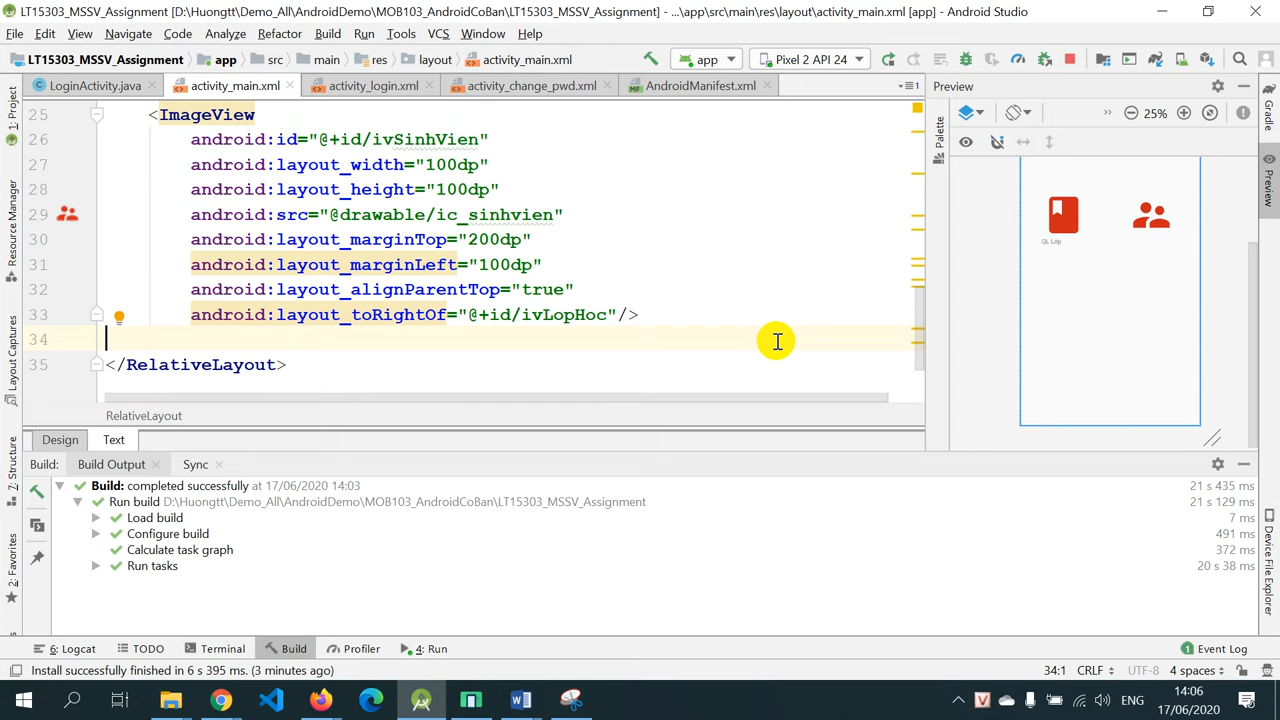 LT15303_MSSV_Assignment [D:\Huongtt\Demo_All\AndroidDemo\MOB103_AndroidCoBan\LT15303_MSSV_Assignment] - ...\app\src\main\res\layout\activity_main.xml [app] - Android Studio
File Edit View Navigate Code Analyze Refactor Build Run Tools VCS Window Help
LT15303_MSSV_Assignment app src main res layout activity_main.xml app Pixel 2 API 24
LoginActivity.java activity_main.xml activity_login.xml activity_change_pwd.xml AndroidManifest.xml Preview
1: Project
Resource Manager
Layout Captures
Z: Structure
2: Favorites
25 <ImageView
26 android:id="@+id/ivSinhVien"
27 android:layout_width="100dp"
28 android:layout_height="100dp"
29 android:src="@drawable/ic_sinhvien"
30 android:layout_marginTop="200dp"
31 android:layout_marginLeft="100dp"
32 android:layout_alignParentTop="true"
33 android:layout_toRightOf="@+id/ivLopHoc"/>
34
35 </RelativeLayout>
RelativeLayout
Design Text
Palette
25%
QL Lớp
Gradle
Preview
Device File Explorer
Build: Build Output Sync
Build: completed successfully at 17/06/2020 14:03 21 s 435 ms
Run build D:\Huongtt\Demo_All\AndroidDemo\MOB103_AndroidCoBan\LT15303_MSSV_Assignment 21 s 129 ms
Load build 7 ms
Configure build 491 ms
Calculate task graph 372 ms
Run tasks 20 s 38 ms
6: Logcat TODO Terminal Build Profiler 4: Run 1 Event Log
Install successfully finished in 6 s 395 ms. (3 minutes ago) 34:1 CRLF UTF-8 4 spaces
ENG 14:06
17/06/2020